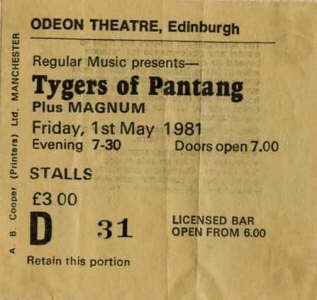 ODEON THEATRE, Edinburgh
Regular Music presents—
Tygers of Pantang
Plus MAGNUM
Friday, 1st May 1981
Evening 7-30 Doors open 7.00
STALLS
£3 00
D 31
LICENSED BAR
OPEN FROM 6.00
Retain this portion
A B. Cooper (Printers) Ltd. MANCHESTER